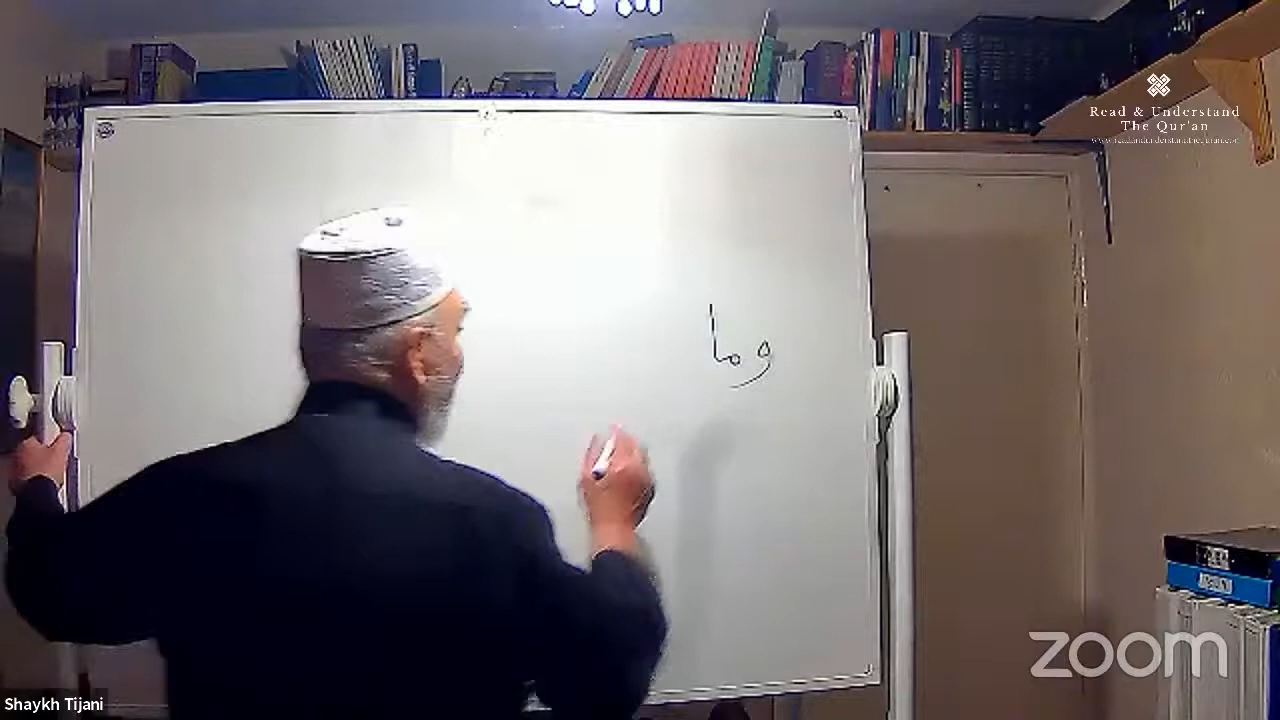 Read & Understand
The Qur'an
وما
zoom
Shaykh Tijani